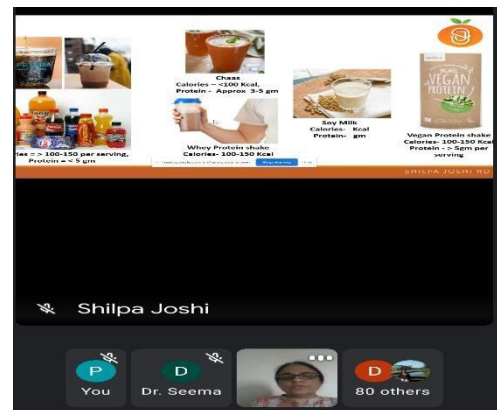 Chaas
Calories - <100 Kcal,
Protein - Approx 3-5 gm
VEGAN
PROTEIN
Soy Milk
Calories- Kcal
Protein- gm
Whey Protein shake
Calories- 100-150 Kcal
Vegan Protein shake
Calories- 100-150 Kcal
Protein - > 5gm per
serving
ies = > 100-150 per serving,
Protein = < 5 gm
SHILPA JOSHI RD
Shilpa Joshi
P
D
D
You
Dr. Seema
80 others